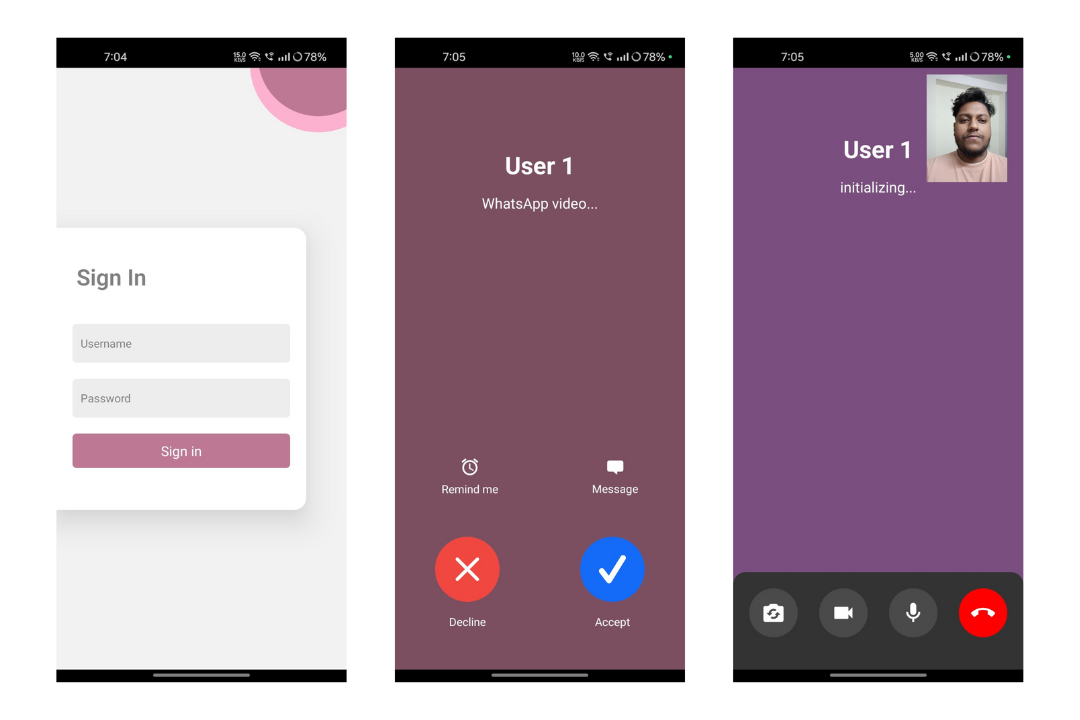 7:04
15.0 KB/S
78%
Sign In
Username
Password
Sign in
7:05
10.0 KB/S
78%
User 1
WhatsApp video...
Remind me
Message
Decline
Accept
7:05
5.00 KB/S
78%
User 1
initializing...